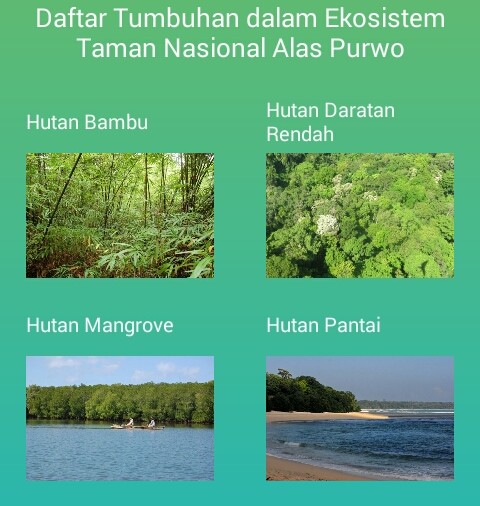 Daftar Tumbuhan dalam Ekosistem
Taman Nasional Alas Purwo
Hutan Bambu
Hutan Daratan
Rendah
Hutan Mangrove
Hutan Pantai